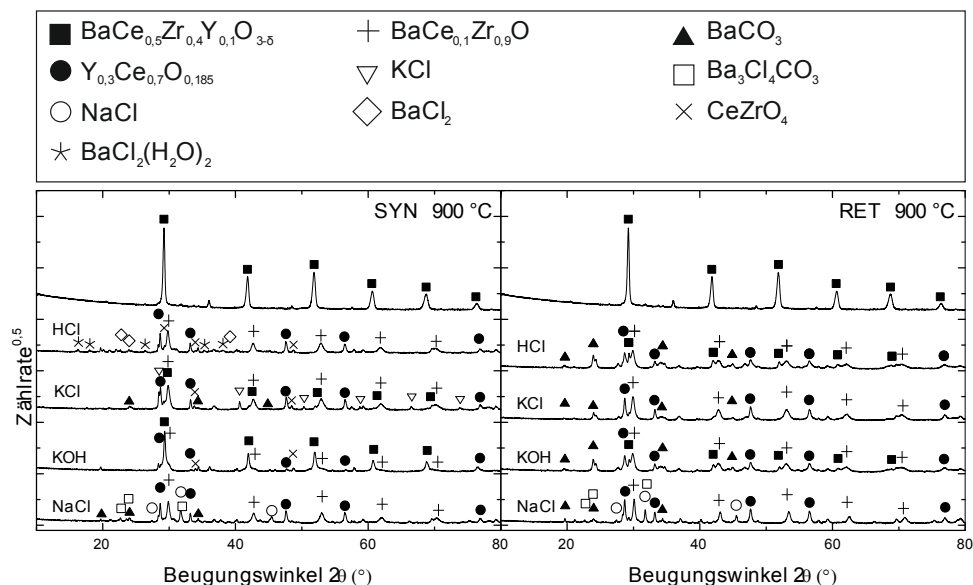 BaCe₀,₅Zr₀,₄Y₀,₁O₃₋δ BaCe₀,₁Zr₀,₉O BaCO₃
Y₀,₃Ce₀,₇O₀,₁₈₅ KCl Ba₃Cl₄CO₃
NaCl BaCl₂ CeZrO₄
BaCl₂(H₂O)₂
SYN 900 °C RET 900 °C
Zählrate⁰·⁵
HCl HCl
KCl KCl
KOH KOH
NaCl NaCl
20 40 60 80 20 40 60 80
Beugungswinkel 2θ (°) Beugungswinkel 2θ (°)